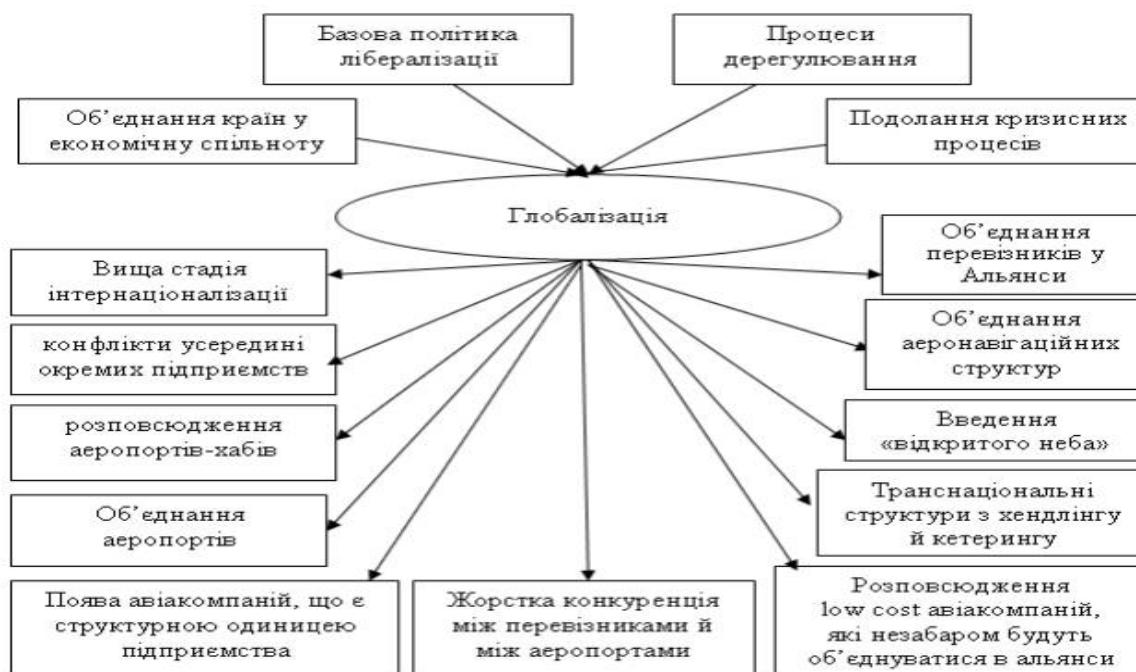 Базова політика
лібералізації
Процеси
дерегулювання
Об’єднання країн у
економічну спільноту
Подолання кризисних
процесів
Глобалізація
Вища стадія
інтернаціоналізації
Об’єднання
перевізників у
Альянси
конфлікти усередині
окремих підприємств
Об’єднання
аеронавігаційних
структур
розповсюдження
аеропортів-хабів
Введення
«відкритого неба»
Об’єднання
аеропортів
Транснаціональні
структури з хендлінгу
й кетерингу
Поява авіакомпаній, що є
структурною одиницею
підприємства
Жорстка конкуренція
між перевізниками й
між аеропортами
Розповсюдження
low cost авіакомпаній,
які незабаром будуть
об’єднуватися в альянси